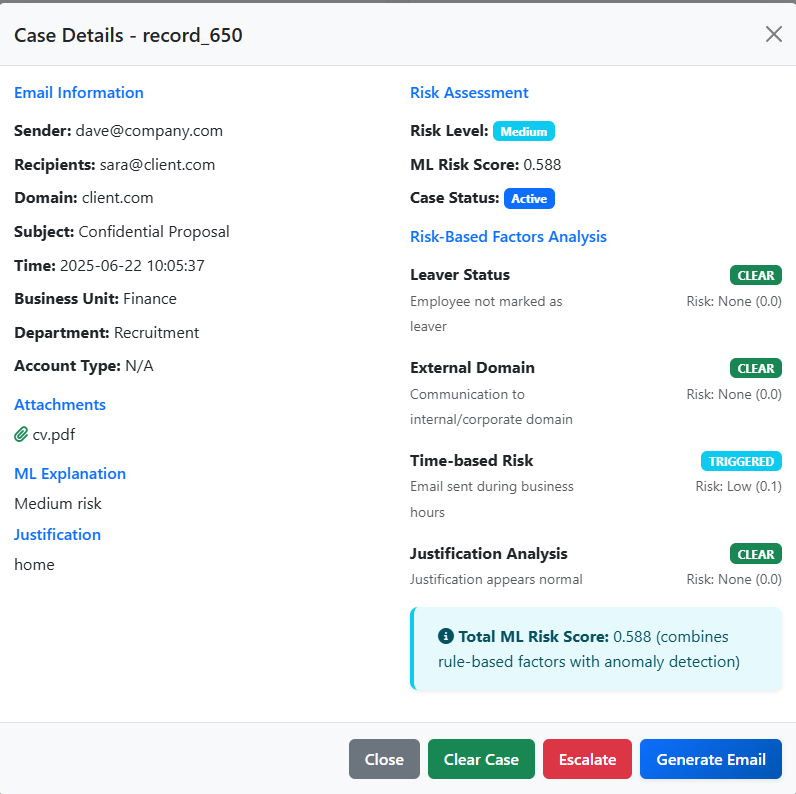 Case Details - record_650
Email Information
Sender: dave@company.com
Recipients: sara@client.com
Domain: client.com
Subject: Confidential Proposal
Time: 2025-06-22 10:05:37
Business Unit: Finance
Department: Recruitment
Account Type: N/A
Attachments
cv.pdf
ML Explanation
Medium risk
Justification
home
Risk Assessment
Risk Level: Medium
ML Risk Score: 0.588
Case Status: Active
Risk-Based Factors Analysis
Leaver Status CLEAR
Employee not marked as Risk: None (0.0)
leaver
External Domain CLEAR
Communication to Risk: None (0.0)
internal/corporate domain
Time-based Risk TRIGGERED
Email sent during business Risk: Low (0.1)
hours
Justification Analysis CLEAR
Justification appears normal Risk: None (0.0)
Total ML Risk Score: 0.588 (combines
rule-based factors with anomaly detection)
Close Clear Case Escalate Generate Email